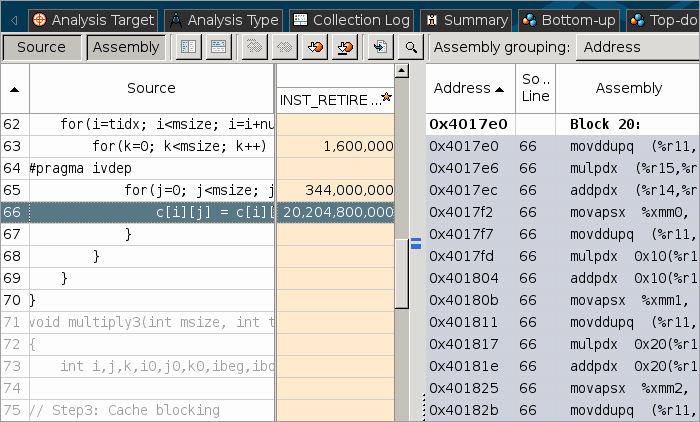 Analysis Target Analysis Type Collection Log Summary Bottom-up Top-do
Source Assembly Assembly grouping: Address
Source INST_RETIRE ... Address So.. Line Assembly
62 for(i=tidx; i<msize; i=i+nu
63 for(k=0; k<msize; k++) 1,600,000
64 #pragma ivdep
65 for(j=0; j<msize; j 344,000,000
66 c[i][j] = c[i][ 20,204,800,000
67 }
68 }
69 }
70 }
71 void multiply3(int msize, int t
72 {
73 int i,j,k,i0,j0,k0,ibeg,ibo
74
75 // Step3: Cache blocking
0x4017e0 Block 20:
0x4017e0 66 movddupq (%r11,
0x4017e6 66 mulpdx (%r15,%r
0x4017ec 66 addpdx (%r14,%r
0x4017f2 66 movapsx %xmm0,
0x4017f7 66 movddupq (%r11,
0x4017fd 66 mulpdx 0x10(%r1
0x401804 66 addpdx 0x10(%r1
0x40180b 66 movapsx %xmm1,
0x401811 66 movddupq (%r11,
0x401817 66 mulpdx 0x20(%r1
0x40181e 66 addpdx 0x20(%r1
0x401825 66 movapsx %xmm2,
0x40182b 66 movddupq (%r11,